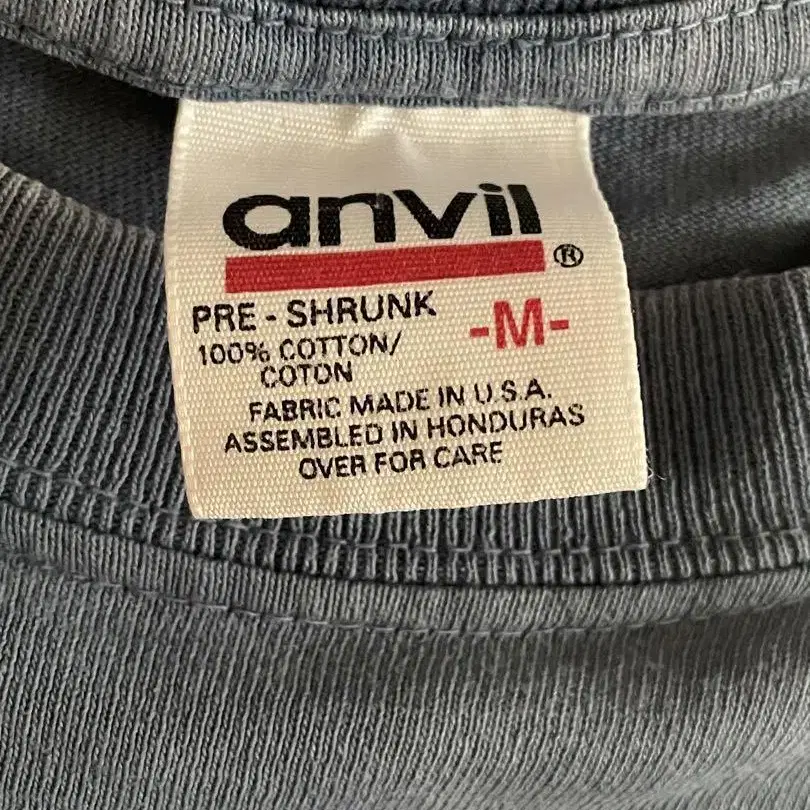 anvil®
PRE - SHRUNK -M-
100% COTTON/
COTON
FABRIC MADE IN U.S.A.
ASSEMBLED IN HONDURAS
OVER FOR CARE